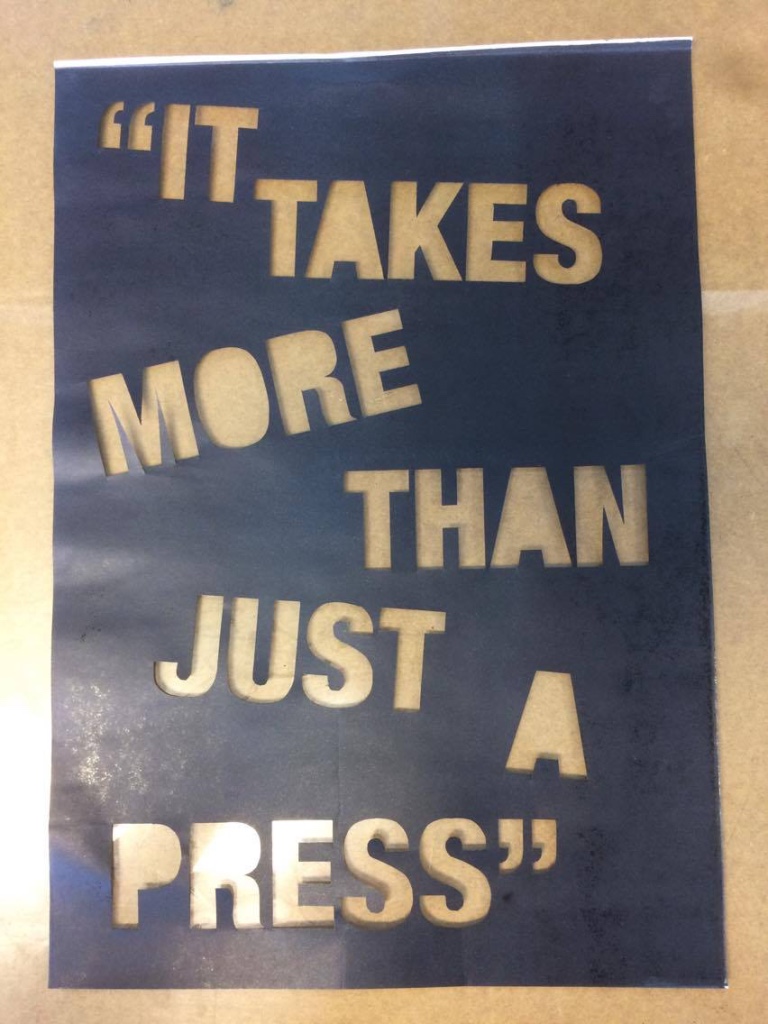 “IT
TAKES
MORE
THAN
JUST
A
PRESS”